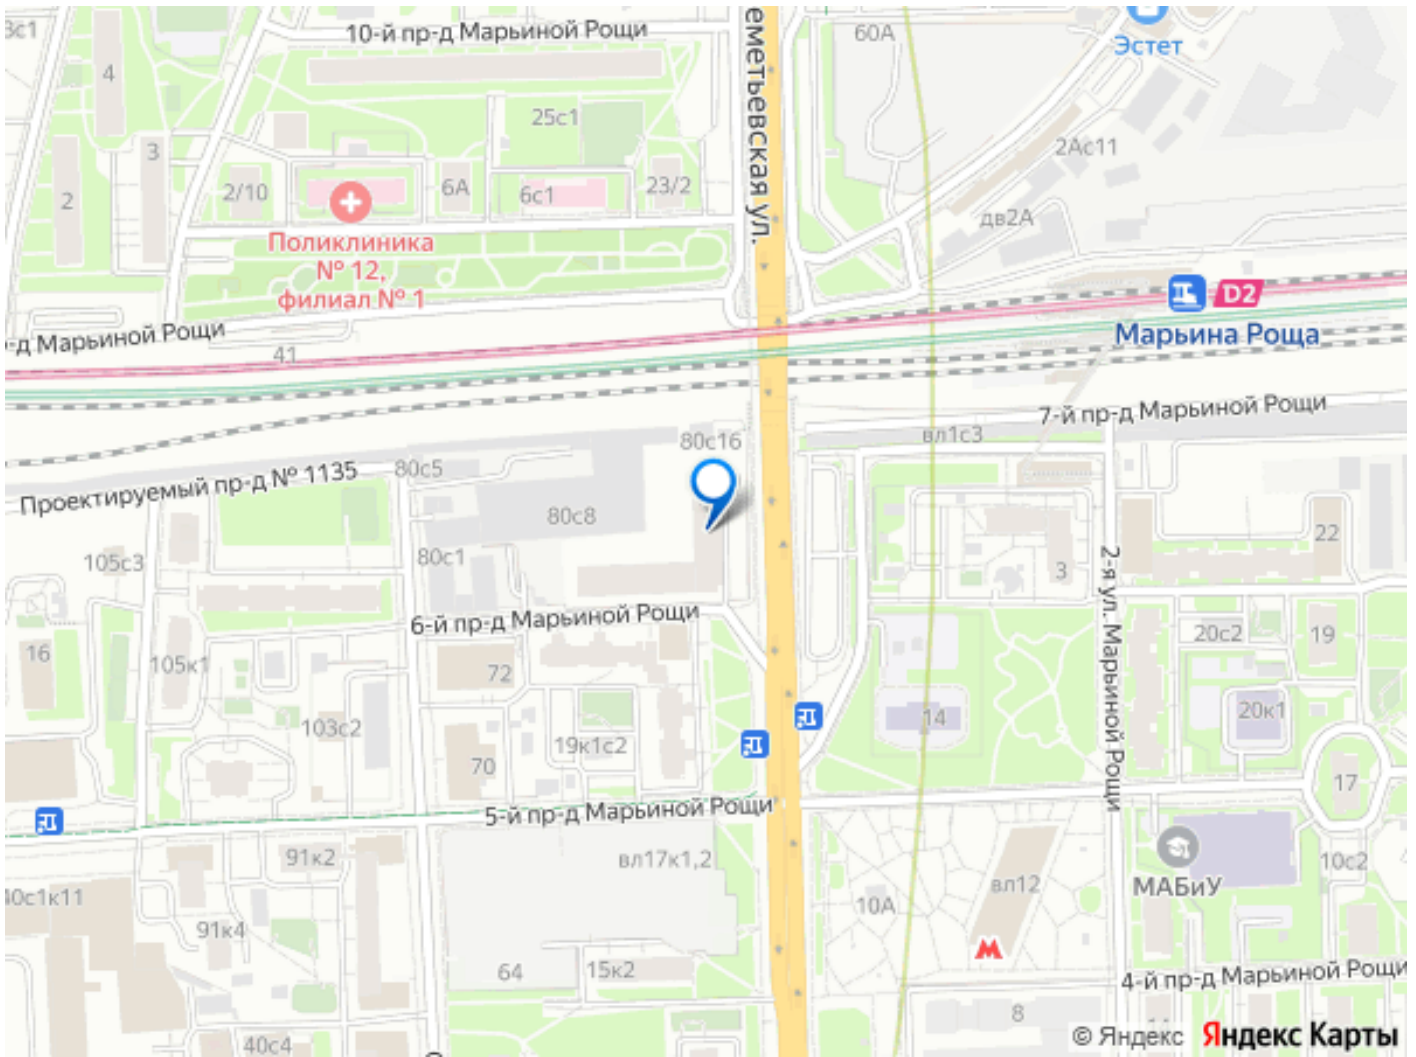 3с1
10-й пр-д Марьиной Рощи
еметьевская ул.
60А
Эстет
4
25с1
3
2Ас11
2
2/10
6А
6с1
23/2
дв2А
Поликлиника
№ 12,
филиал № 1
D2
Марьина Роща
-д Марьиной Рощи
41
7-й пр-д Марьиной Рощи
вл1с3
80с16
80с5
Проектируемый пр-д № 1135
80с8
22
105с3
80с1
3
2-я ул. Марьиной Рощи
6-й пр-д Марьиной Рощи
20с2
19
16
105к1
72
14
20к1
103с2
19к1с2
70
17
5-й пр-д Марьиной Рощи
91к2
вл17к1,2
вл12
10с2
МАБиУ
40с1к11
10А
91к4
64
15к2
4-й пр-д Марьиной Рощи
8
40с4
© Яндекс Яндекс Карты